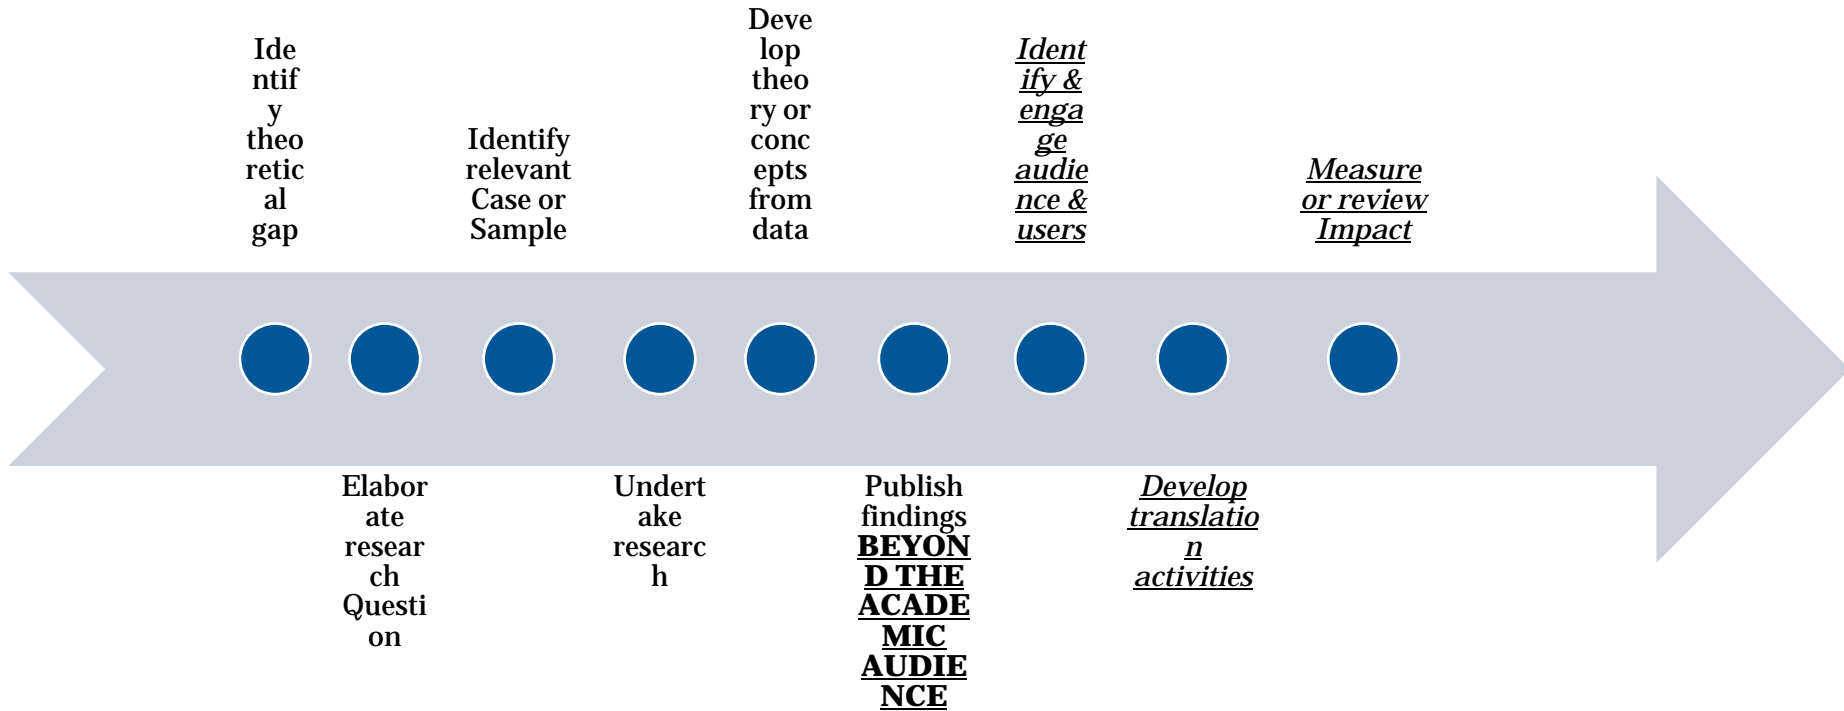 Ide
ntif
y
theo
retic
al
gap
Elabor
ate
resear
ch
Questi
on
Identify
relevant
Case or
Sample
Undert
ake
researc
h
Deve
lop
theo
ry or
conc
epts
from
data
Publish
findings
BEYON
D THE
ACADE
MIC
AUDIE
NCE
Ident
ify &
enga
ge
audie
nce &
users
Develop
translatio
n
activities
Measure
or review
Impact